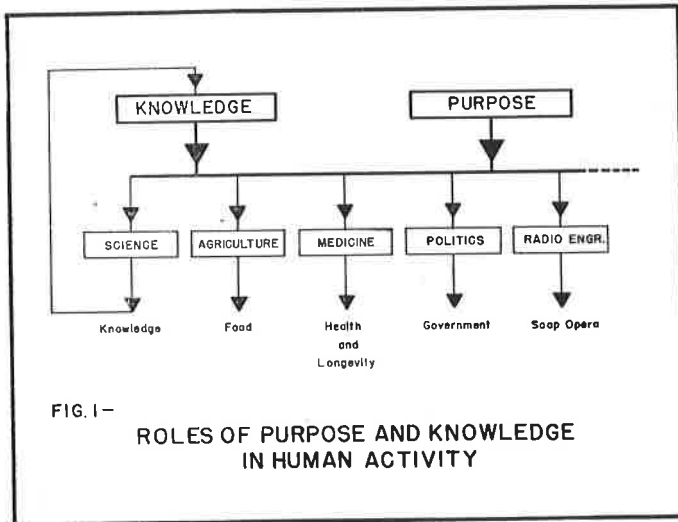 KNOWLEDGE
PURPOSE
SCIENCE
AGRICULTURE
MEDICINE
POLITICS
RADIO ENGR.
Knowledge
Food
Health
and
Longevity
Government
Soap Opera
FIG. I-
ROLES OF PURPOSE AND KNOWLEDGE
IN HUMAN ACTIVITY